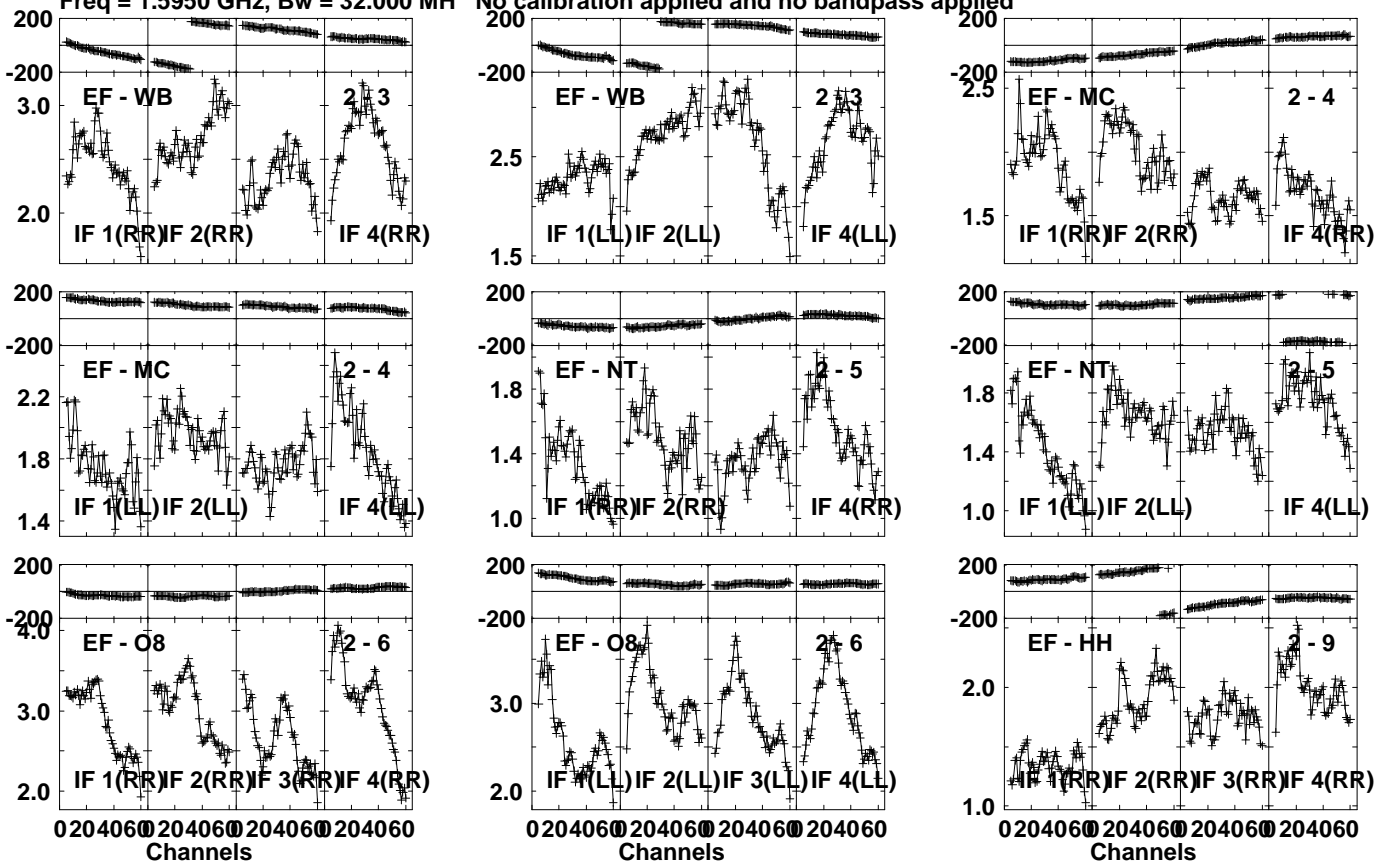 Freq = 1.5950 GHz, Bw = 32.000 MH No calibration applied and no bandpass applied
200
-200
EF - WB 2 - 3
3.0
2.0
IF 1(RR) IF 2(RR) IF 4(RR)
200
-200
EF - WB 2 - 3
2.5
1.5
IF 1(LL) IF 2(LL) IF 4(LL)
200
-200
2.5
EF - MC 2 - 4
1.5
IF 1(RR) IF 2(RR) IF 4(RR)
200
-200
EF - MC 2 - 4
2.2
1.8
1.4
IF 1(LL) IF 2(LL) IF 4(LL)
200
-200
EF - NT 2 - 5
1.8
1.4
1.0
IF 1(RR) IF 2(RR) IF 4(RR)
200
-200
EF - NT 2 - 5
1.8
1.4
1.0
IF 1(LL) IF 2(LL) IF 4(LL)
200
-200
4.0
EF - O8 2 - 6
3.0
2.0
IF 1(RR) IF 2(RR) IF 3(RR) IF 4(RR)
0 20 40 60 0 20 40 60 0 20 40 60 0 20 40 60
Channels
200
-200
EF - O8 2 - 6
3.0
2.0
IF 1(LL) IF 2(LL) IF 3(LL) IF 4(LL)
0 20 40 60 0 20 40 60 0 20 40 60 0 20 40 60
Channels
200
-200
EF - HH 2 - 9
2.0
1.0
IF 1(RR) IF 2(RR) IF 3(RR) IF 4(RR)
0 20 40 60 0 20 40 60 0 20 40 60 0 20 40 60
Channels